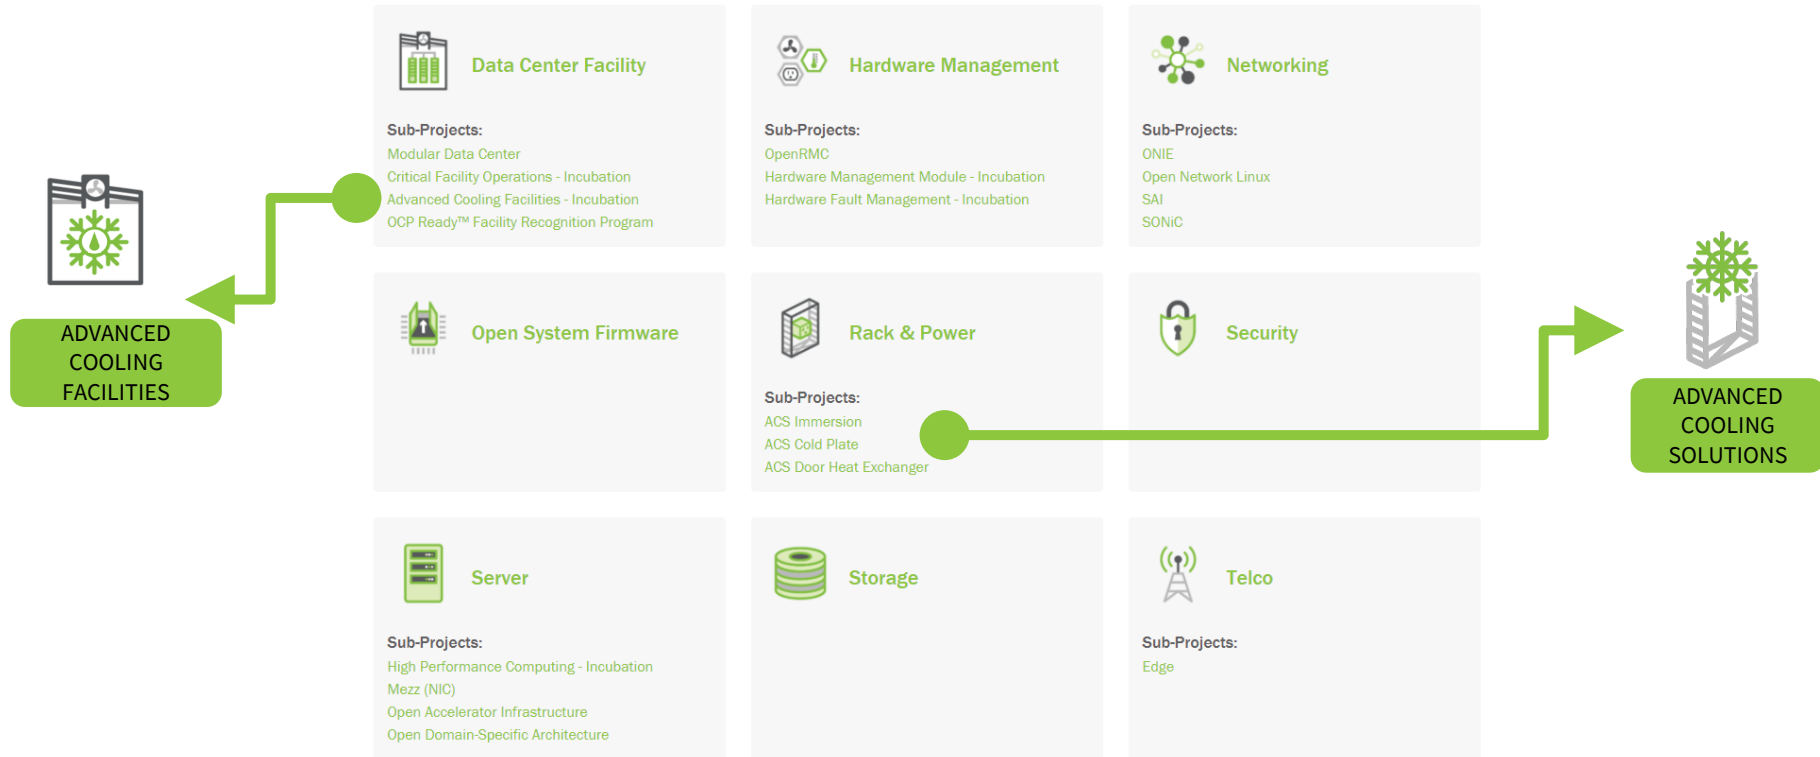 Data Center Facility
Sub-Projects:
Modular Data Center
Critical Facility Operations - Incubation
Advanced Cooling Facilities - Incubation
OCP Ready™ Facility Recognition Program
Hardware Management
Sub-Projects:
OpenRMC
Hardware Management Module - Incubation
Hardware Fault Management - Incubation
Networking
Sub-Projects:
ONIE
Open Network Linux
SAI
SONiC
ADVANCED
COOLING
FACILITIES
Open System Firmware
Rack & Power
Sub-Projects:
ACS Immersion
ACS Cold Plate
ACS Door Heat Exchanger
Security
ADVANCED
COOLING
SOLUTIONS
Server
Sub-Projects:
High Performance Computing - Incubation
Mezz (NIC)
Open Accelerator Infrastructure
Open Domain-Specific Architecture
Storage
Telco
Sub-Projects:
Edge